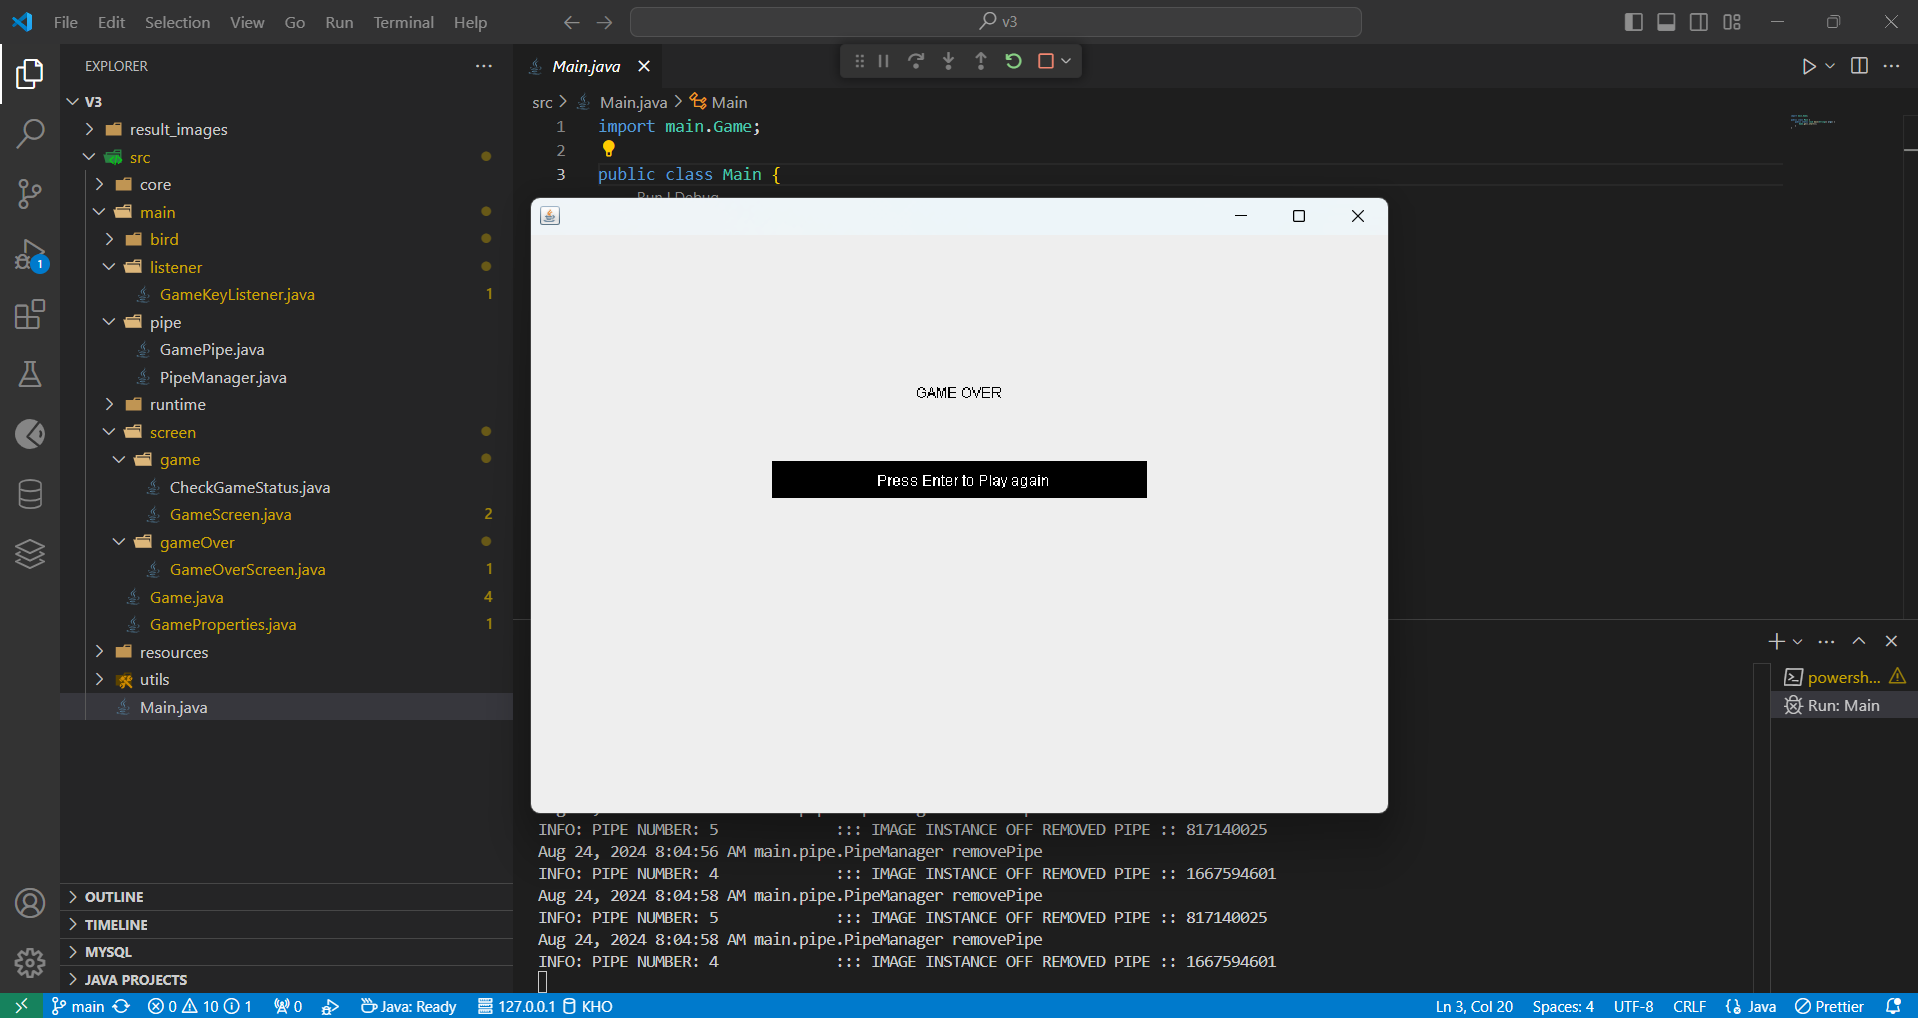 File Edit Selection View Go Run Terminal Help
v3
EXPLORER
Main.java
V3
result_images
src
core
main
bird
listener
GameKeyListener.java 1
pipe
GamePipe.java
PipeManager.java
runtime
screen
game
CheckGameStatus.java
GameScreen.java 2
gameOver
GameOverScreen.java 1
Game.java 4
GameProperties.java 1
resources
utils
Main.java
OUTLINE
TIMELINE
MYSQL
JAVA PROJECTS
1
src > Main.java > Main
1 import main.Game;
2
3 public class Main {
Run | Debug
GAME OVER
Press Enter to Play again
powersh...
Run: Main
INFO: PIPE NUMBER: 5 ::: IMAGE INSTANCE OFF REMOVED PIPE :: 817140025
Aug 24, 2024 8:04:56 AM main.pipe.PipeManager removePipe
INFO: PIPE NUMBER: 4 ::: IMAGE INSTANCE OFF REMOVED PIPE :: 1667594601
Aug 24, 2024 8:04:58 AM main.pipe.PipeManager removePipe
INFO: PIPE NUMBER: 5 ::: IMAGE INSTANCE OFF REMOVED PIPE :: 817140025
Aug 24, 2024 8:04:58 AM main.pipe.PipeManager removePipe
INFO: PIPE NUMBER: 4 ::: IMAGE INSTANCE OFF REMOVED PIPE :: 1667594601
main 0 10 1 0 Java: Ready 127.0.0.1 KHO Ln 3, Col 20 Spaces: 4 UTF-8 CRLF Java Prettier